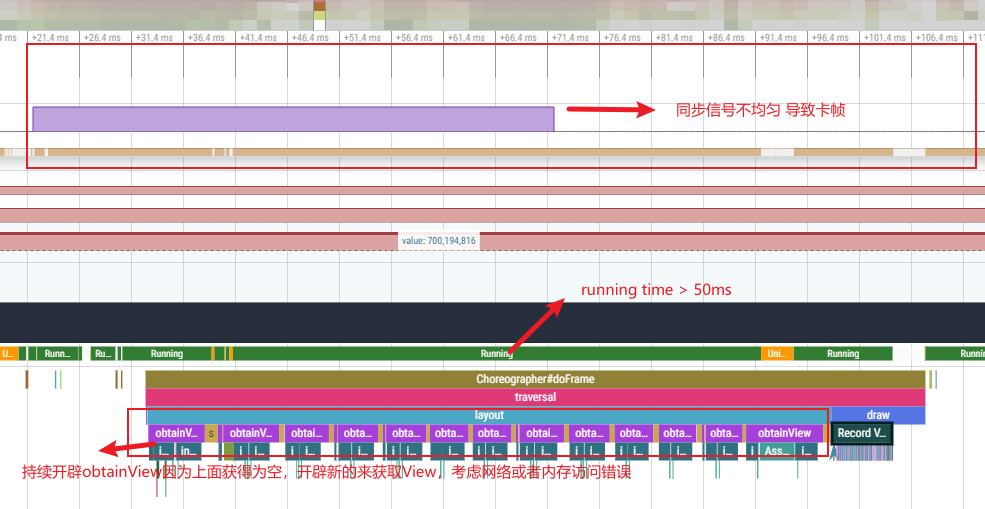 4 ms +21.4 ms +26.4 ms +31.4 ms +36.4 ms +41.4 ms +46.4 ms +51.4 ms +56.4 ms +61.4 ms +66.4 ms +71.4 ms +76.4 ms +81.4 ms +86.4 ms +91.4 ms +96.4 ms +101.4 ms +106.4 ms +11
同步信号不均匀 导致卡帧
value: 700,194,816
running time > 50ms
U... Runn... Ru... Running Running Uni... Running Runnin
Choreographer#doFrame
traversal
layout draw
obtainV... s obtainV... obtai... obta... obta... obta... obtai... obta... obta... obta... obta... obtainView Record V...
i... in... i... i... i... i... i... i... i... i... i... i... i... i... i... i... i... i... i... i... Ass... i...
持续开辟obtainView因为上面获得为空，开辟新的来获取View，考虑网络或者内存访问错误